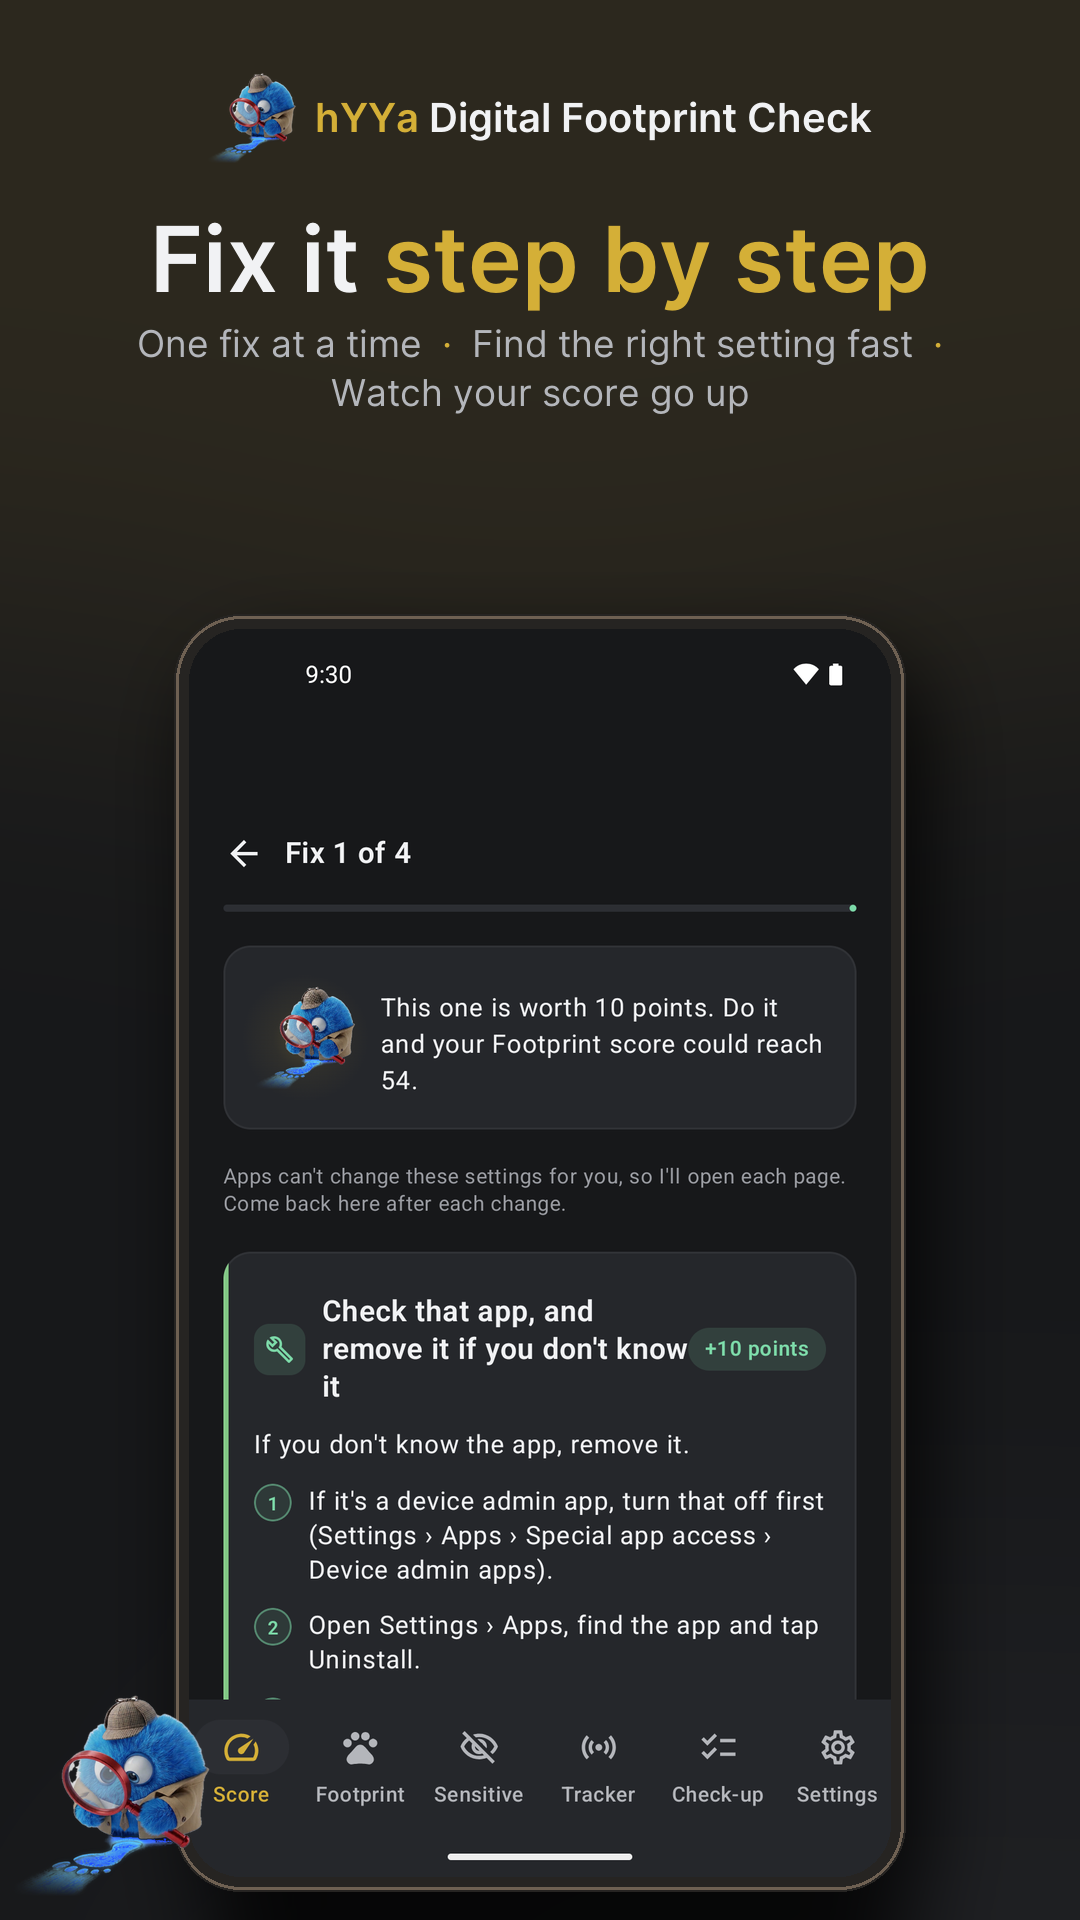 hYYa Digital Footprint Check
Fix it step by step
One fix at a time · Find the right setting fast ·
Watch your score go up
9:30
Fix 1 of 4
This one is worth 10 points. Do it
and your Footprint score could reach
54.
Apps can't change these settings for you, so I'll open each page.
Come back here after each change.
Check that app, and
remove it if you don't know
it
+10 points
If you don't know the app, remove it.
1 If it's a device admin app, turn that off first
(Settings › Apps › Special app access ›
Device admin apps).
2 Open Settings › Apps, find the app and tap
Uninstall.
Score Footprint Sensitive Tracker Check-up Settings